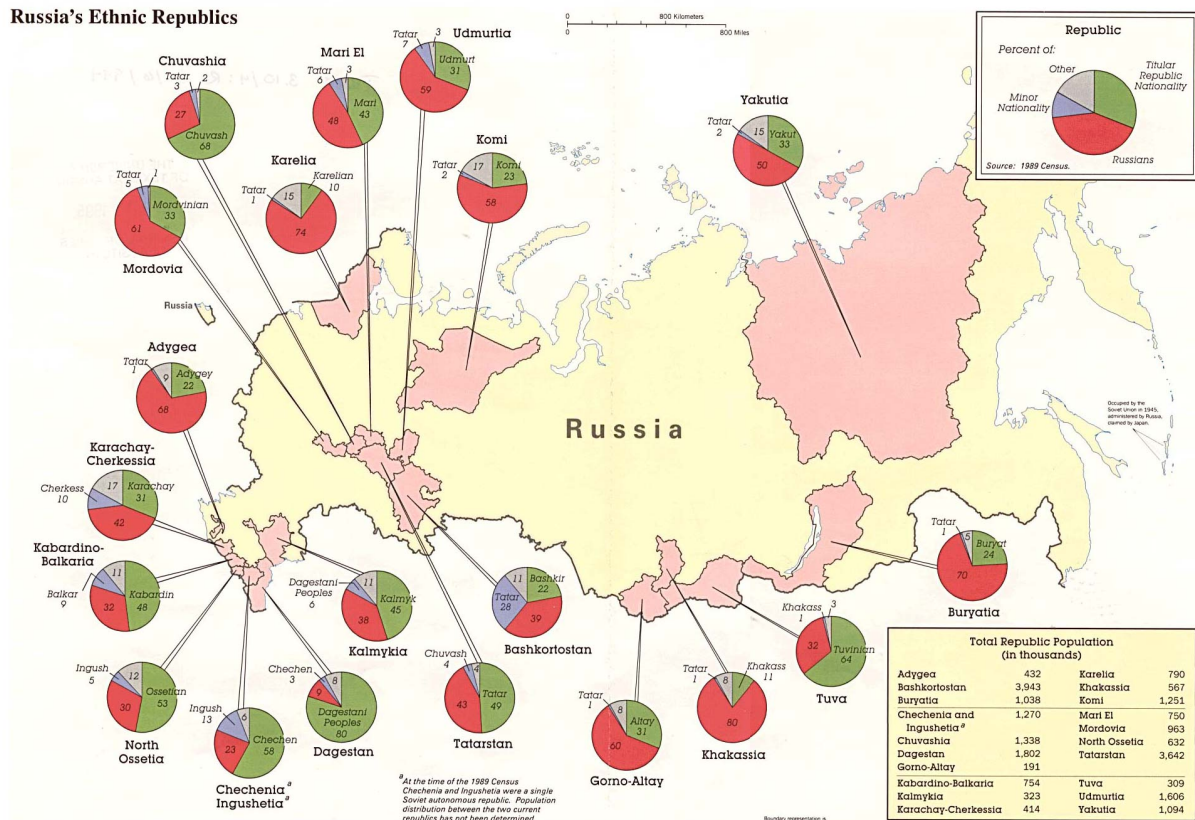 Russia's Ethnic Republics
0 800 Kilometers
0 800 Miles
Republic
Percent of:
Other
Titular
Republic
Nationality
Minor
Nationality
Russians
Source: 1989 Census.
Chuvashia
Tatar
3
2
27
Chuvash
68
Mari El
Tatar
6
3
48
Mari
43
Udmurtia
Tatar
7
3
59
Udmurt
31
Yakutia
Tatar
2
15
Yakut
33
50
Karelia
Tatar
1
15
Karelian
10
74
Komi
Tatar
2
17
Komi
23
58
Tatar
5
1
Mordvinian
33
61
Mordovia
Russia
Adygea
Tatar
1
9
Adygey
22
68
Russia
Occupied by the
Soviet Union in 1945,
administered by Russia,
claimed by Japan.
Karachay-
Cherkessia
Cherkess
10
17
Karachay
31
42
Kabardino-
Balkaria
Balkar
9
11
Kabardin
48
32
Dagestani
Peoples
6
11
Kalmyk
45
38
Kalmykia
11
Bashkir
22
Tatar
28
39
Bashkortostan
Tatar
1
5
Buryat
24
70
Buryatia
Khakass
1
3
32
Tuvinian
64
Tuva
Ingush
5
12
Ossetian
53
30
North
Ossetia
Ingush
13
6
Chechen
58
23
Chechenia a
Ingushetia a
Chechen
3
8
9
Dagestani
Peoples
80
Dagestan
Chuvash
4
4
Tatar
49
43
Tatarstan
Tatar
1
8
Altay
31
60
Gorno-Altay
Tatar
1
8
Khakass
11
80
Khakassia
a At the time of the 1989 Census
Chechenia and Ingushetia were a single
Soviet autonomous republic. Population
distribution between the two current
republics has not been determined
Boundary representation is
Total Republic Population
(in thousands)
Adygea 432 Karelia 790
Bashkortostan 3,943 Khakassia 567
Buryatia 1,038 Komi 1,251
Chechenia and 1,270 Mari El 750
Ingushetia a Mordovia 963
Chuvashia 1,338 North Ossetia 632
Dagestan 1,802 Tatarstan 3,642
Gorno-Altay 191
Kabardino-Balkaria 754 Tuva 309
Kalmykia 323 Udmurtia 1,606
Karachay-Cherkessia 414 Yakutia 1,094